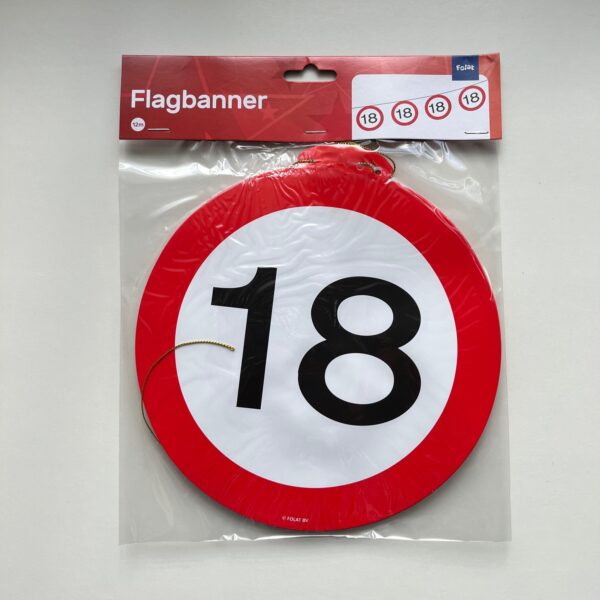 Folat
Flagbanner
12m
18 18 18 18
18
© FOLAT BV